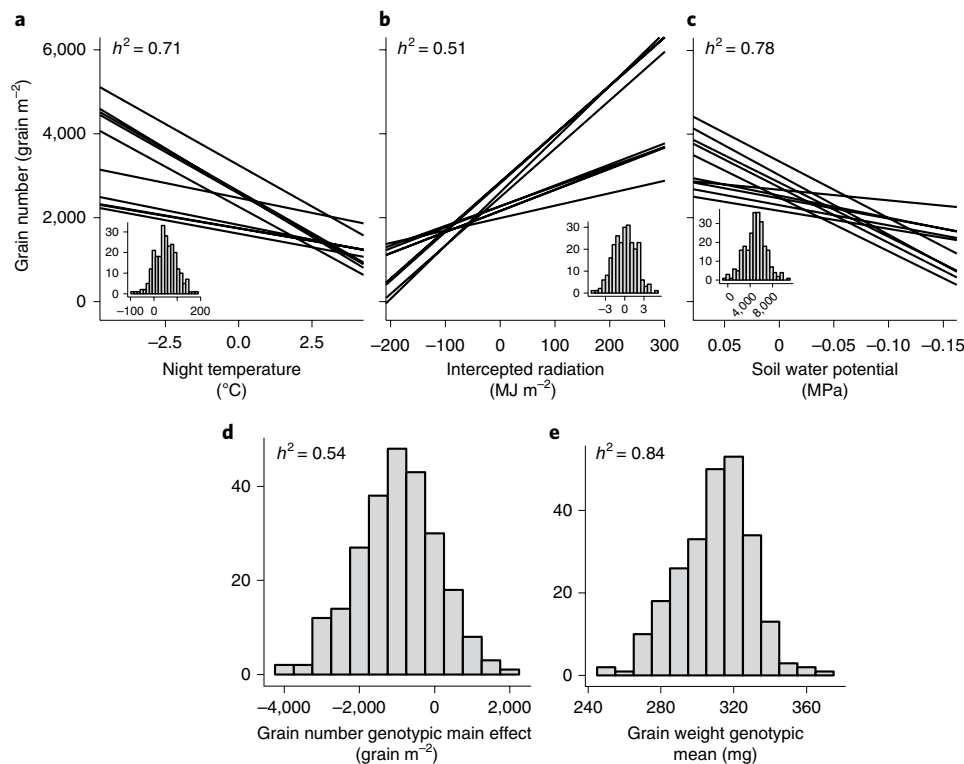 a
b
c
h² = 0.71
h² = 0.51
h² = 0.78
Grain number (grain m⁻²)
6,000
4,000
2,000
0
30
20
10
0
−100
0
200
30
20
10
0
−3
0
3
30
20
10
0
0
4,000
8,000
−2.5
0.0
2.5
−200
−100
0
100
200
300
0.05
0
−0.05
−0.10
−0.15
Night temperature
(°C)
Intercepted radiation
(MJ m⁻²)
Soil water potential
(MPa)
d
e
h² = 0.54
h² = 0.84
40
20
0
−4,000
−2,000
0
2,000
Grain number genotypic main effect
(grain m⁻²)
40
20
0
240
280
320
360
Grain weight genotypic
mean (mg)